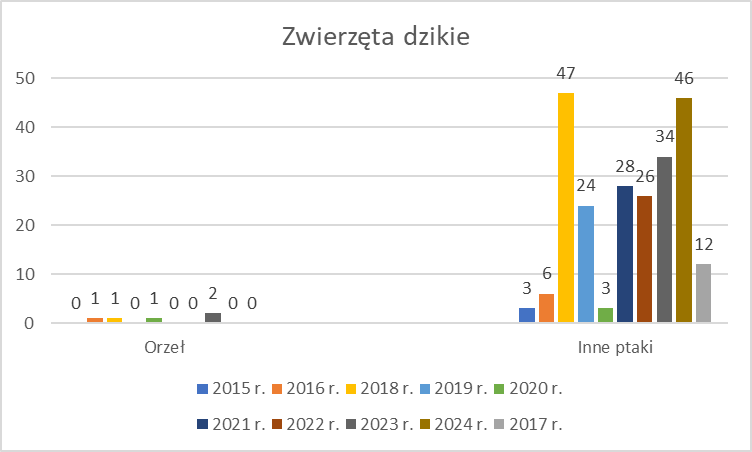 Zwierzęta dzikie
50
40
30
20
10
0
0 1 1 0 1 0 0 2 0 0
3 6 47 24 3 28 26 34 46 12
Orzeł Inne ptaki
2015 r. 2016 r. 2018 r. 2019 r. 2020 r.
2021 r. 2022 r. 2023 r. 2024 r. 2017 r.